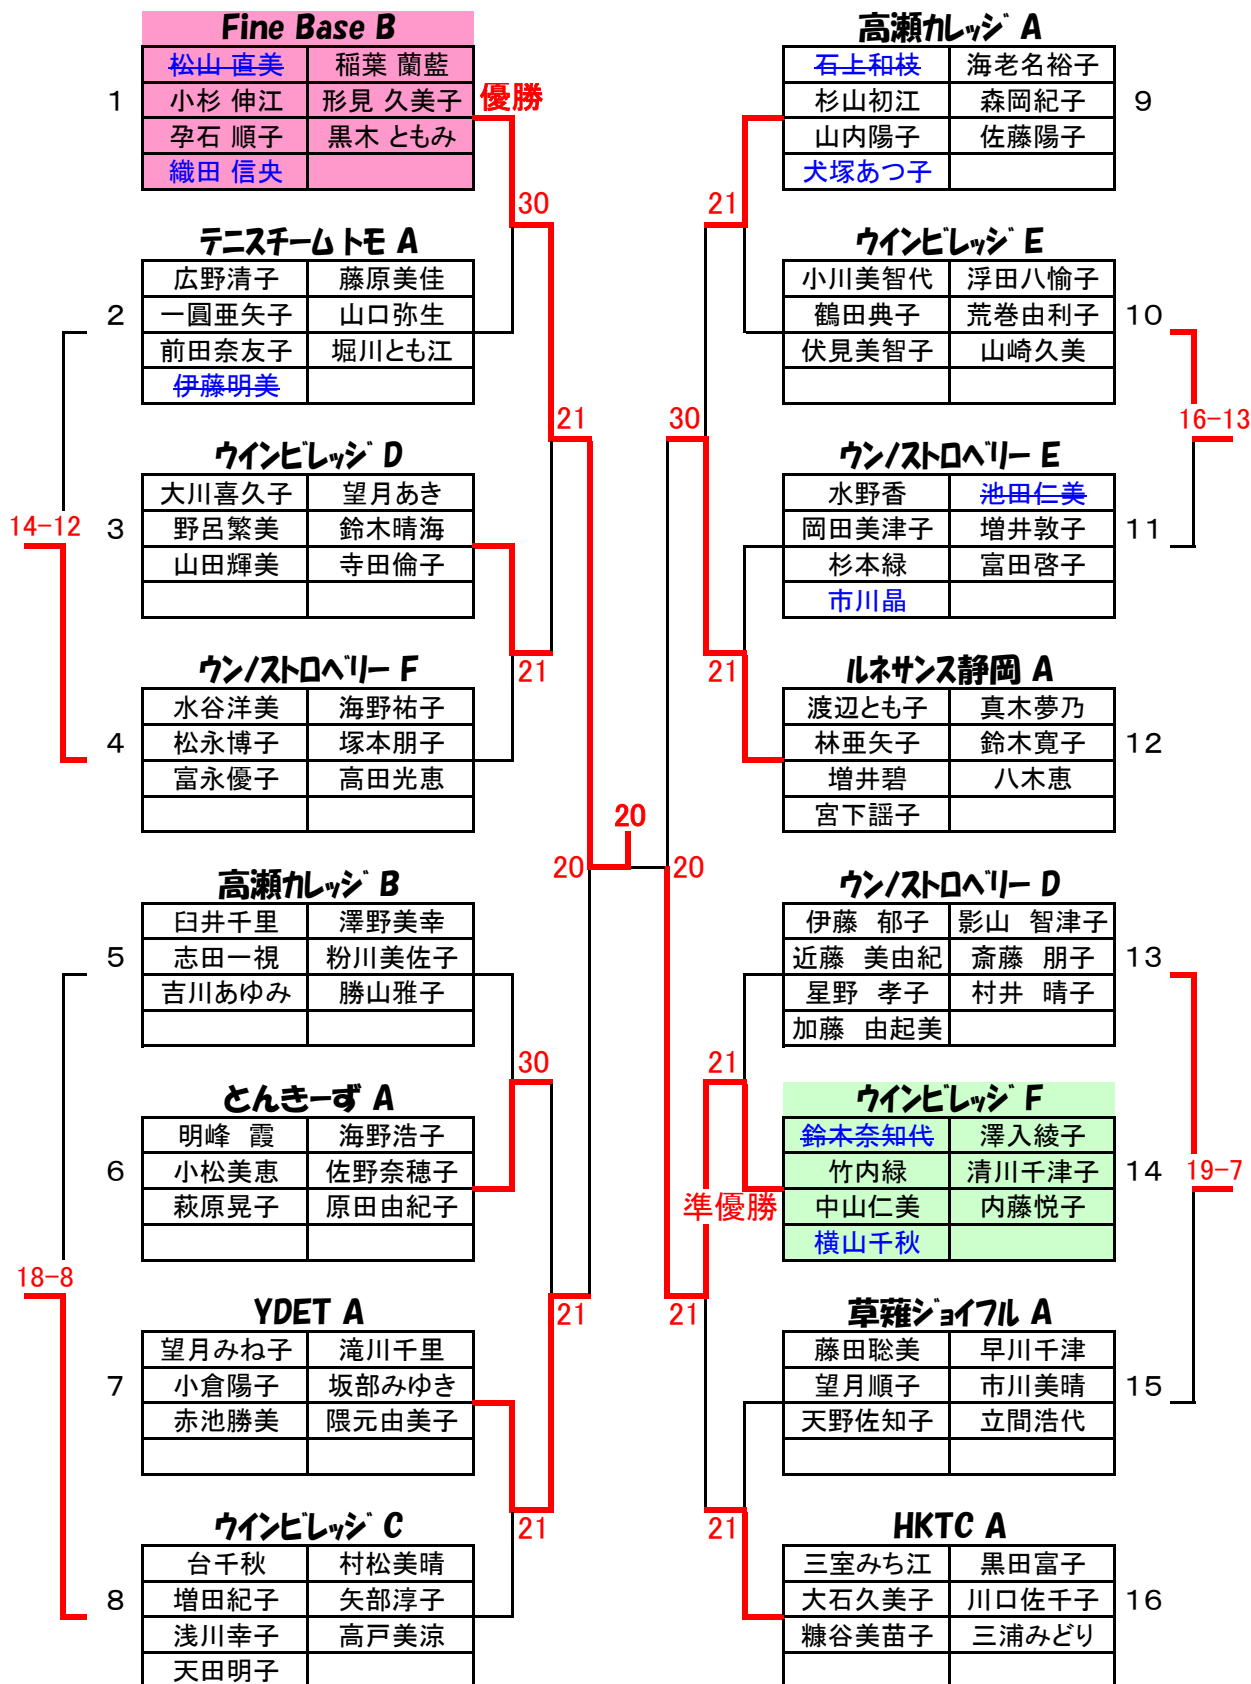 Fine Base B
松山 直美 稲葉 蘭藍
1 小杉 伸江 形見 久美子 優勝
孕石 順子 黒木 ともみ
織田 信央
30
テニスチームトモ A
広野清子 藤原美佳
2 一圓亜矢子 山口弥生
前田奈友子 堀川とも江
伊藤明美
21
ウインビレッジ D
大川喜久子 望月あき
14-12 3 野呂繁美 鈴木晴海
山田輝美 寺田倫子
21
ウンノストロベリー F
水谷洋美 海野祐子
4 松永博子 塚本朋子
富永優子 高田光恵
20
20
高瀬カレッジ B
臼井千里 澤野美幸
5 志田一視 粉川美佐子
吉川あゆみ 勝山雅子
30
とんきーず A
明峰 霞 海野浩子
6 小松美恵 佐野奈穂子
萩原晃子 原田由紀子
18-8
21
YDET A
望月みね子 滝川千里
7 小倉陽子 坂部みゆき
赤池勝美 隈元由美子
21
ウインビレッジ C
台千秋 村松美晴
8 増田紀子 矢部淳子
浅川幸子 高戸美涼
天田明子
高瀬カレッジ A
石上和枝 海老名裕子
杉山初江 森岡紀子 9
山内陽子 佐藤陽子
犬塚あつ子
21
ウインビレッジ E
小川美智代 浮田八愉子
鶴田典子 荒巻由利子 10
伏見美智子 山崎久美
30
16-13
ウンノストロベリー E
水野香 池田仁美
岡田美津子 増井敦子 11
杉本緑 富田啓子
市川晶
21
ルネサンス静岡 A
渡辺とも子 真木夢乃
林亜矢子 鈴木寛子 12
増井碧 八木恵
宮下謡子
20
ウンノストロベリー D
伊藤 郁子 影山 智津子
近藤 美由紀 斎藤 朋子 13
星野 孝子 村井 晴子
加藤 由起美
21
ウインビレッジ F
鈴木奈知代 澤入綾子
竹内緑 清川千津子 14 19-7
準優勝 中山仁美 内藤悦子
横山千秋
21
草薙ジョイフル A
藤田聡美 早川千津
望月順子 市川美晴 15
天野佐知子 立間浩代
21
HKTC A
三室みち江 黒田富子
大石久美子 川口佐千子 16
糠谷美苗子 三浦みどり